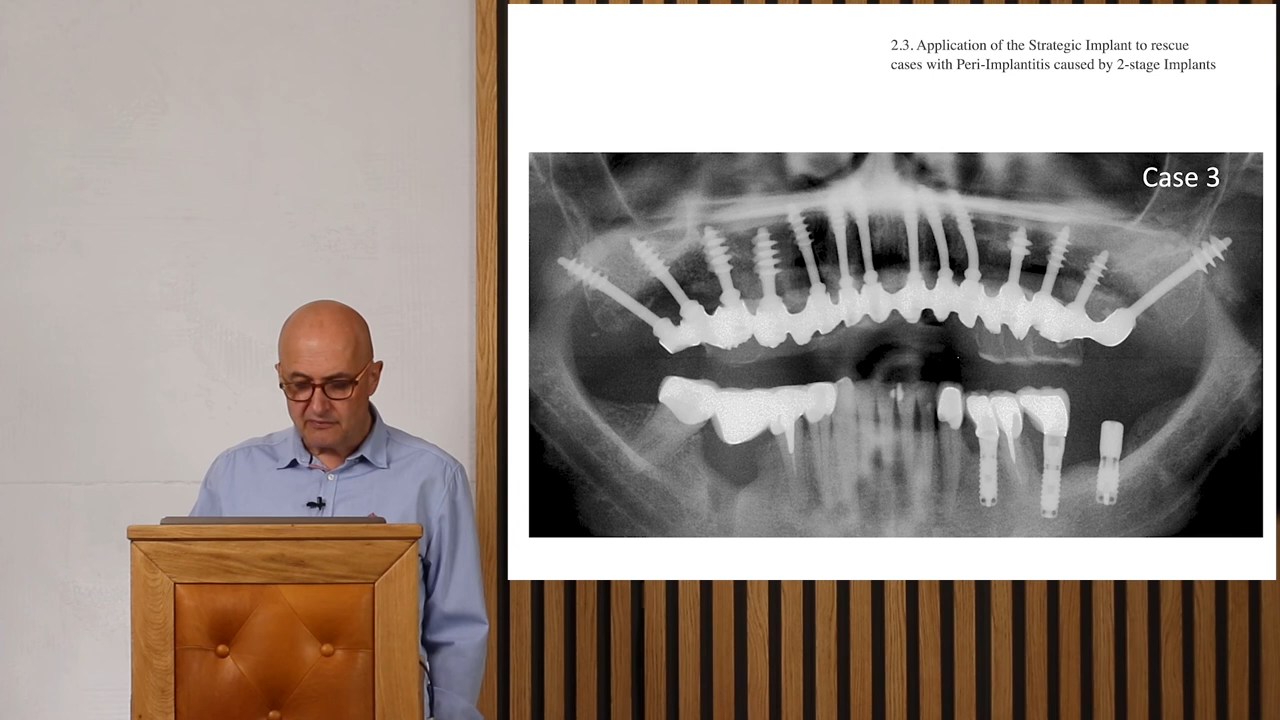 2.3. Application of the Strategic Implant to rescue
cases with Peri-Implantitis caused by 2-stage Implants
Case 3